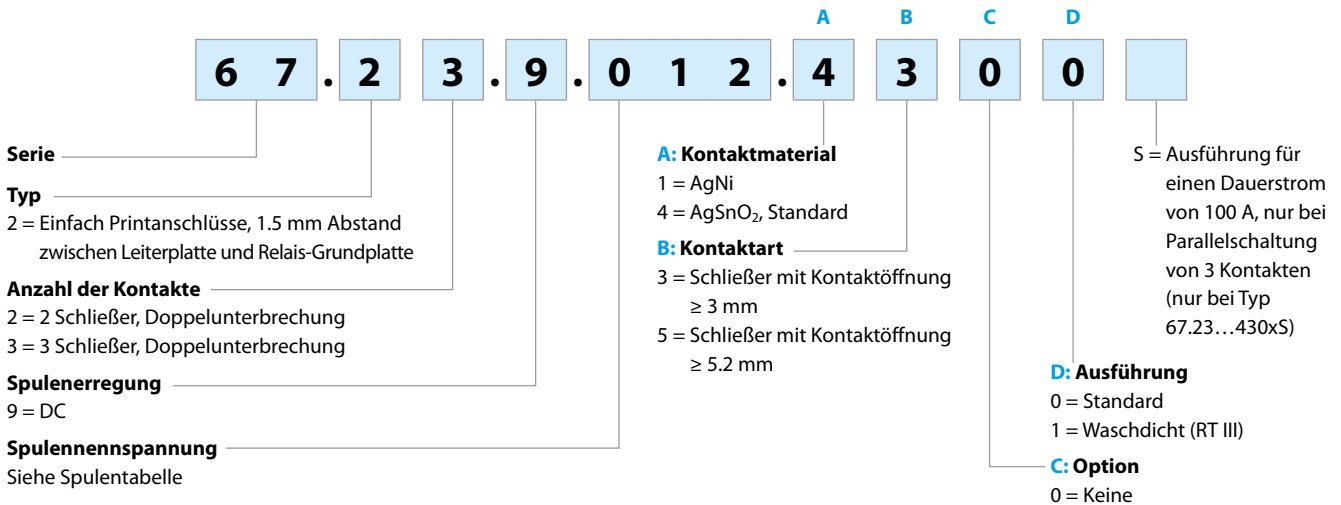 A B C D
6 7 . 2 3 . 9 . 0 1 2 . 4 3 0 0
Serie
Typ
2 = Einfach Printanschlüsse, 1.5 mm Abstand
zwischen Leiterplatte und Relais-Grundplatte
Anzahl der Kontakte
2 = 2 Schließer, Doppelunterbrechung
3 = 3 Schließer, Doppelunterbrechung
Spulenerregung
9 = DC
Spulennennspannung
Siehe Spulentabelle
A: Kontaktmaterial
1 = AgNi
4 = AgSnO₂, Standard
B: Kontaktart
3 = Schließer mit Kontaktöffnung
≥ 3 mm
5 = Schließer mit Kontaktöffnung
≥ 5.2 mm
S = Ausführung für
einen Dauerstrom
von 100 A, nur bei
Parallelschaltung
von 3 Kontakten
(nur bei Typ
67.23…430xS)
D: Ausführung
0 = Standard
1 = Waschdicht (RT III)
C: Option
0 = Keine